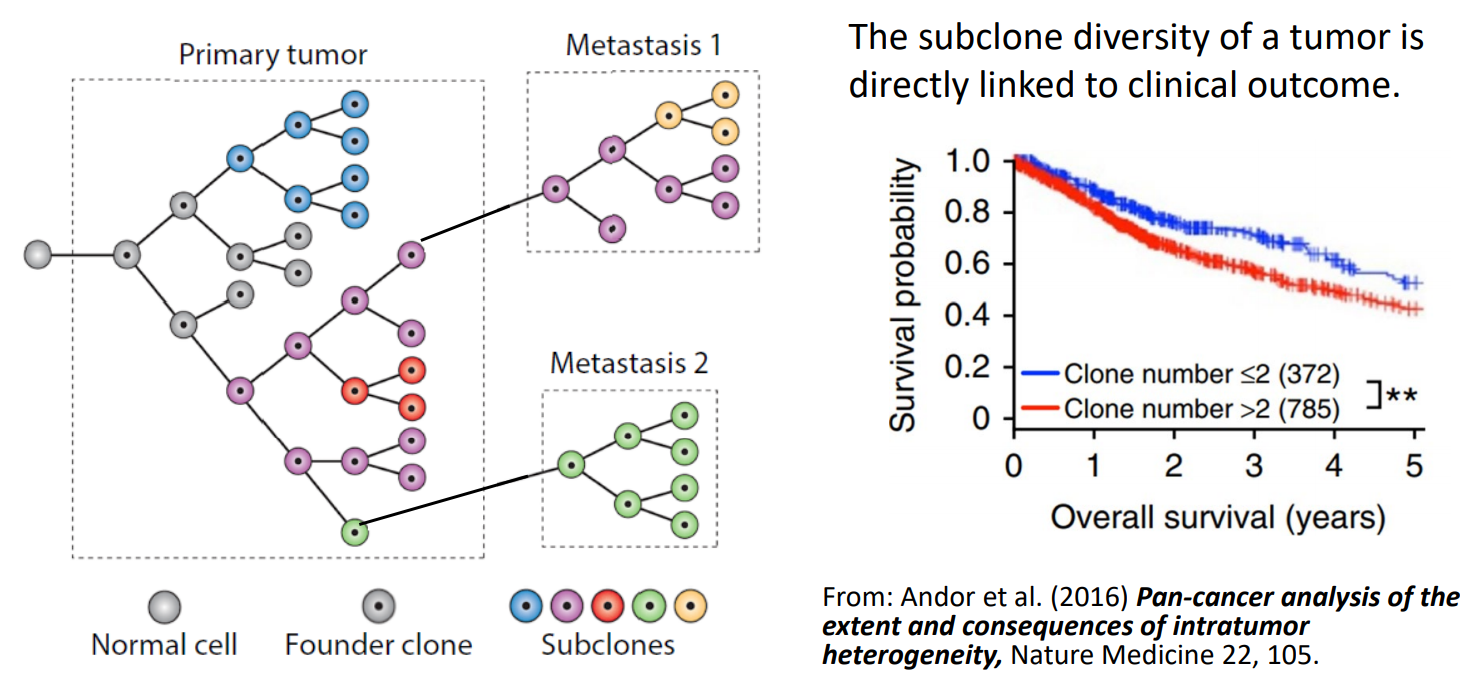 Primary tumor
Metastasis 1
Metastasis 2
Normal cell
Founder clone
Subclones
The subclone diversity of a tumor is
directly linked to clinical outcome.
Survival probability
1.0
0.8
0.6
0.4
0.2
0
Clone number ≤2 (372)
Clone number >2 (785)
**
0 1 2 3 4 5
Overall survival (years)
From: Andor et al. (2016) Pan-cancer analysis of the
extent and consequences of intratumor
heterogeneity, Nature Medicine 22, 105.